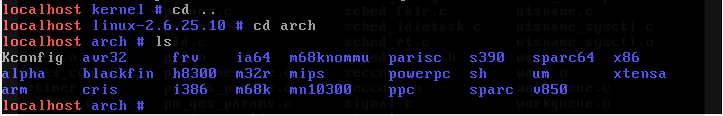 localhost kernel # cd ..
localhost linux-2.6.25.10 # cd arch
localhost arch # ls
Kconfig avr32 frv ia64 m68knommu parisc s390 sparc64 x86
alpha blackfin h8300 m32r mips powerpc sh um xtensa
arm cris i386 m68k mn10300 ppc sparc v850
localhost arch #